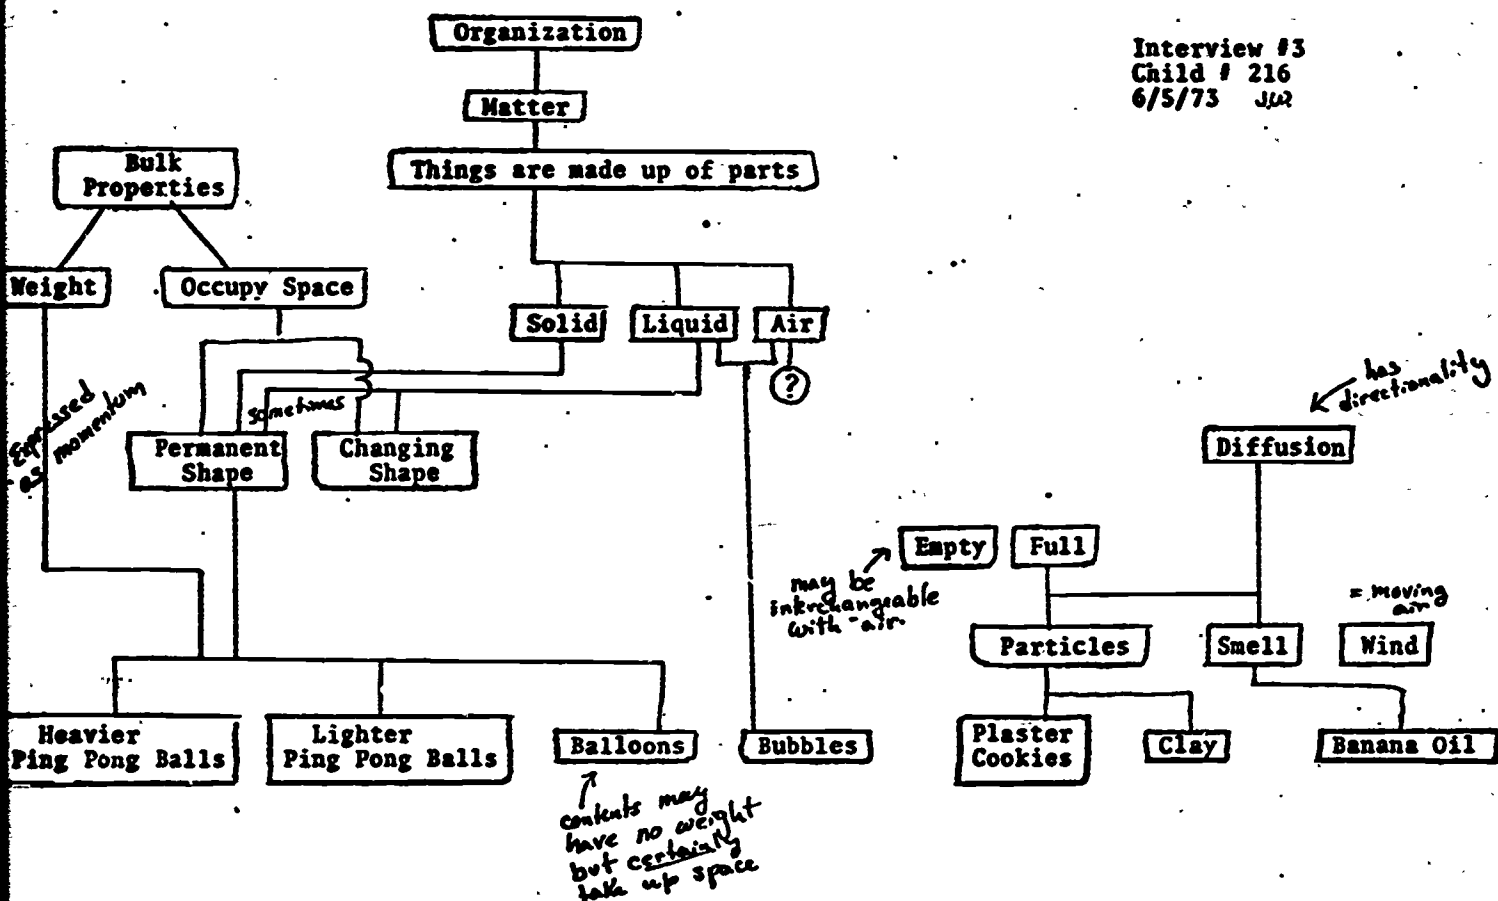 Organization
Interview #3
Child # 216
6/5/73 JWR
Matter
Things are made up of parts
Bulk
Properties
Weight
Occupy Space
Solid
Liquid
Air
?
Expressed
as momentum
sometimes
Permanent
Shape
Changing
Shape
has
directionality
Diffusion
Empty
Full
may be
interchangeable
with air.
= moving
air
Particles
Smell
Wind
Heavier
Ping Pong Balls
Lighter
Ping Pong Balls
Balloons
Bubbles
Plaster
Cookies
Clay
Banana Oil
contents may
have no weight
but certainly
take up space